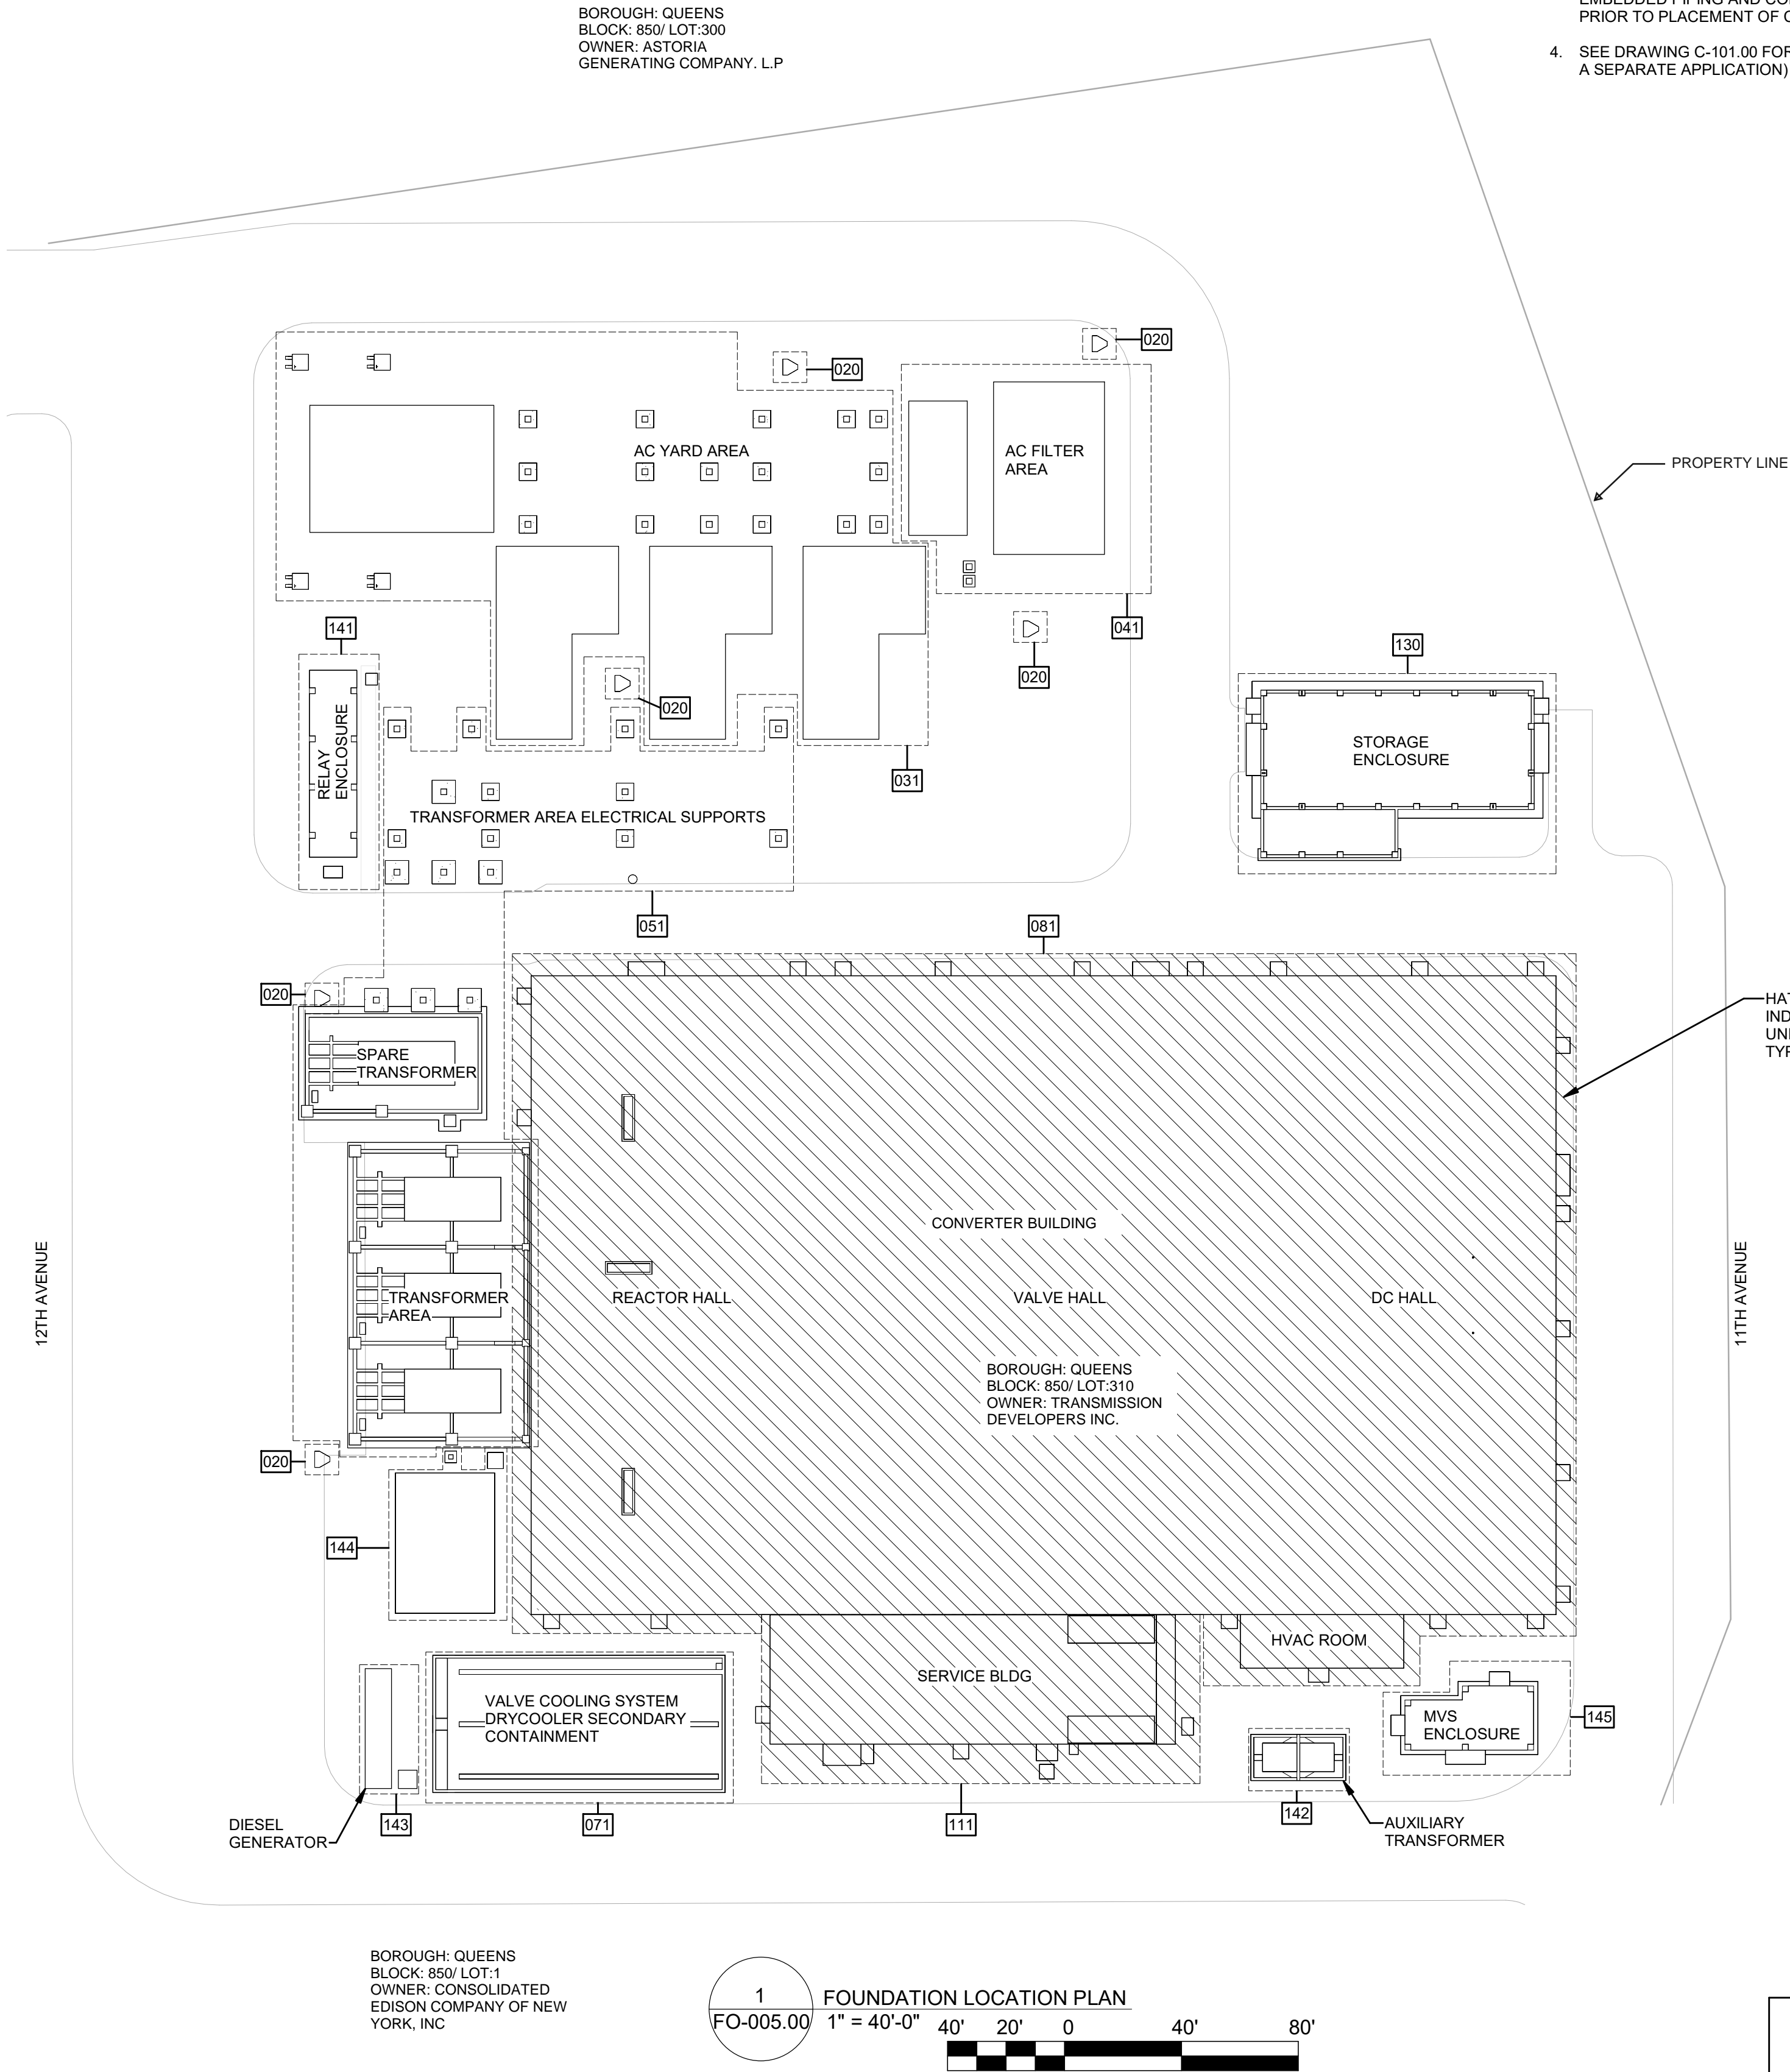 BOROUGH: QUEENS
BLOCK: 850/ LOT:300
OWNER: ASTORIA
GENERATING COMPANY. L.P
PRIOR TO PLACEMENT OF
4. SEE DRAWING C-101.00 FOR
A SEPARATE APPLICATION)
020
020
AC YARD AREA
AC FILTER
AREA
PROPERTY LINE
141
041
130
020
020
RELAY
ENCLOSURE
STORAGE
ENCLOSURE
031
TRANSFORMER AREA ELECTRICAL SUPPORTS
051
081
020
SPARE
TRANSFORMER
12TH AVENUE
CONVERTER BUILDING
TRANSFORMER
AREA
REACTOR HALL
VALVE HALL
DC HALL
11TH AVENUE
BOROUGH: QUEENS
BLOCK: 850/ LOT:310
OWNER: TRANSMISSION
DEVELOPERS INC.
020
144
HVAC ROOM
SERVICE BLDG
VALVE COOLING SYSTEM
DRYCOOLER SECONDARY
CONTAINMENT
MVS
ENCLOSURE
145
DIESEL
GENERATOR
143
071
111
142
AUXILIARY
TRANSFORMER
BOROUGH: QUEENS
BLOCK: 850/ LOT:1
OWNER: CONSOLIDATED
EDISON COMPANY OF NEW
YORK, INC
1
FO-005.00
FOUNDATION LOCATION PLAN
1" = 40'-0"
40' 20' 0 40' 80'